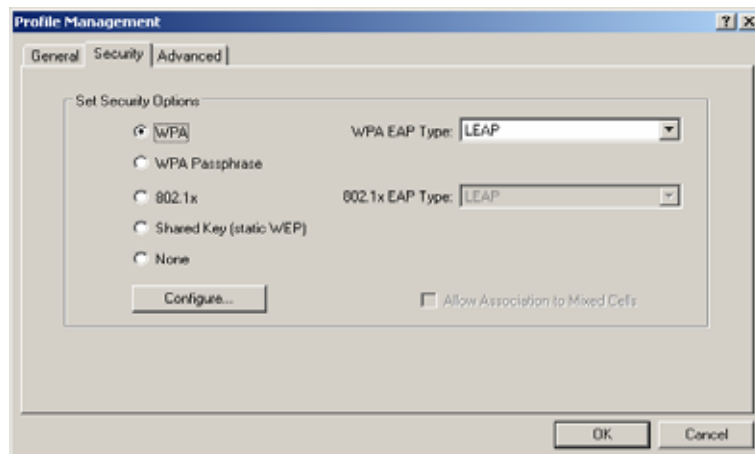 Profile Management
General Security Advanced
Set Security Options
WPA WPA EAP Type: LEAP
WPA Passphrase
802.1x 802.1x EAP Type: LEAP
Shared Key (static WEP)
None
Configure... Allow Association to Mixed Cells
OK Cancel